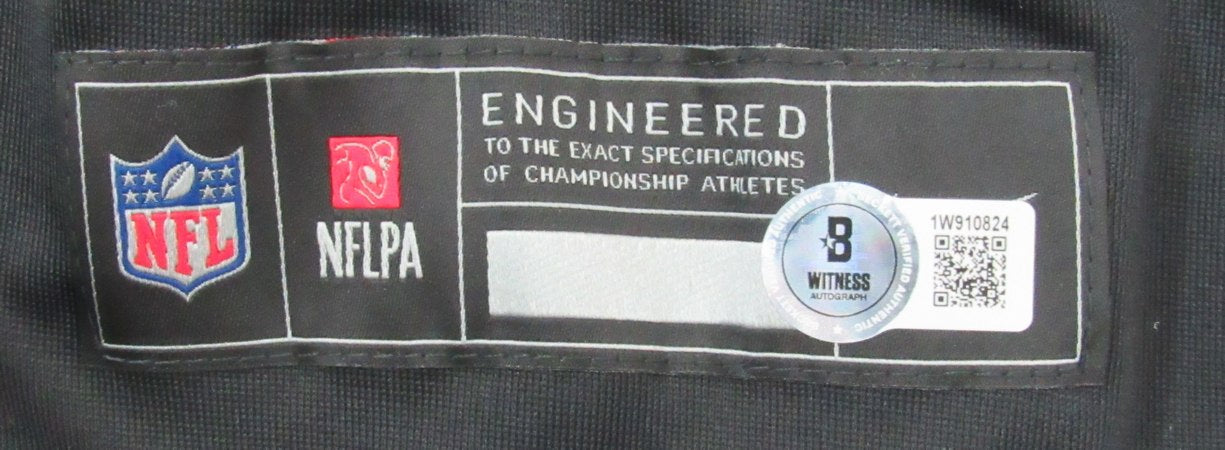 NFL
NFLPA
ENGINEERED
TO THE EXACT SPECIFICATIONS
OF CHAMPIONSHIP ATHLETES
B
WITNESS
AUTOGRAPH
1W910824